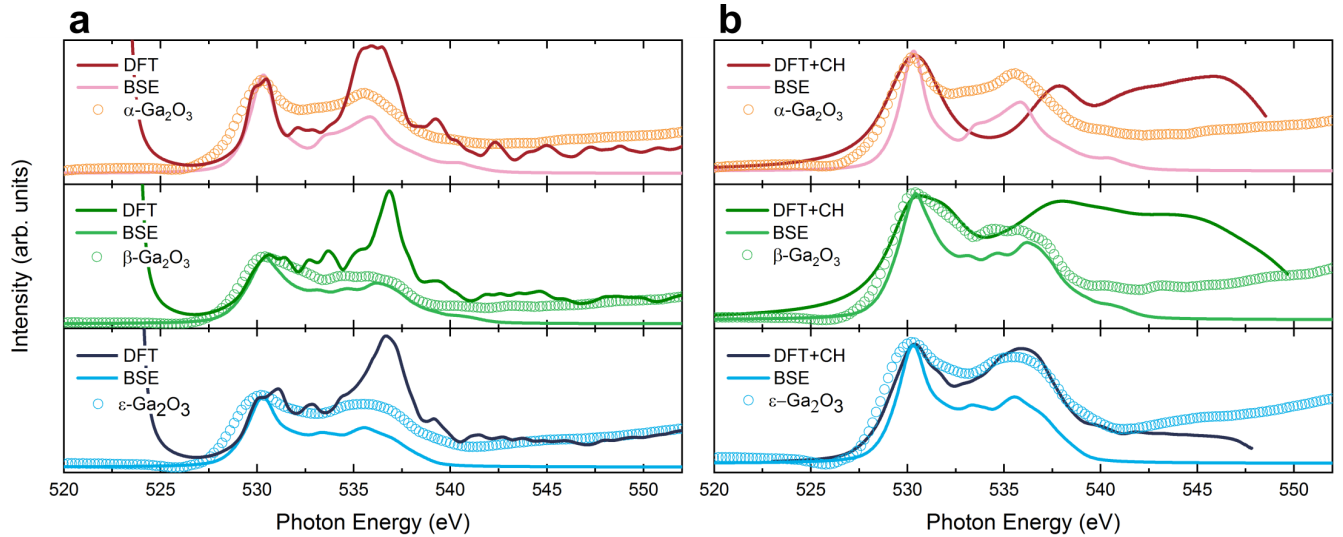 a
DFT
BSE
α-Ga2O3
DFT
BSE
β-Ga2O3
DFT
BSE
ε-Ga2O3
520 525 530 535 540 545 550
Photon Energy (eV)
Intensity (arb. units)
b
DFT+CH
BSE
α-Ga2O3
DFT+CH
BSE
β-Ga2O3
DFT+CH
BSE
ε–Ga2O3
520 525 530 535 540 545 550
Photon Energy (eV)